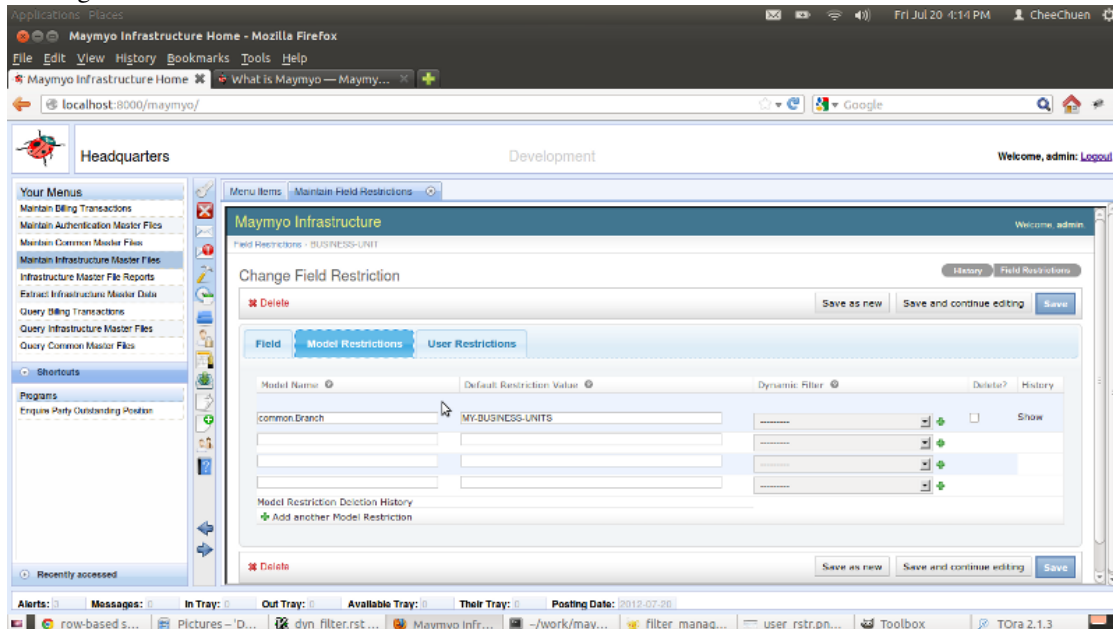 Applications Places Fri Jul 20 4:14 PM CheeChuen
Maymyo Infrastructure Home - Mozilla Firefox
File Edit View History Bookmarks Tools Help
Maymyo Infrastructure Home What is Maymyo — Maymy...
localhost:8000/maymyo/ Google
Headquarters Development Welcome, admin: Logout
Your Menus
Maintain Billing Transactions
Maintain Authentication Master Files
Maintain Common Master Files
Maintain Infrastructure Master Files
Infrastructure Master File Reports
Extract Infrastructure Master Data
Query Billing Transactions
Query Infrastructure Master Files
Query Common Master Files
Shortcuts
Programs
Enquire Party Outstanding Position
Recently accessed
Menu Items Maintain Field Restrictions
Maymyo Infrastructure Welcome, admin.
Field Restrictions › BUSINESS-UNIT
Change Field Restriction History Field Restrictions
Delete Save as new Save and continue editing Save
Field Model Restrictions User Restrictions
Model Name Default Restriction Value Dynamic Filter Delete? History
common.Branch MY-BUSINESS-UNITS --------- Show
---------
---------
---------
Model Restriction Deletion History
Add another Model Restriction
Delete Save as new Save and continue editing Save
Alerts: 3 Messages: 0 In Tray: 0 Out Tray: 0 Available Tray: 0 Their Tray: 0 Posting Date: 2012-07-20
row-based s... Pictures – 'D... dyn_filter.rst ... Maymyo Infr... ~/work/may... filter_manag... user_rstr.pn... Toolbox TOra 2.1.3